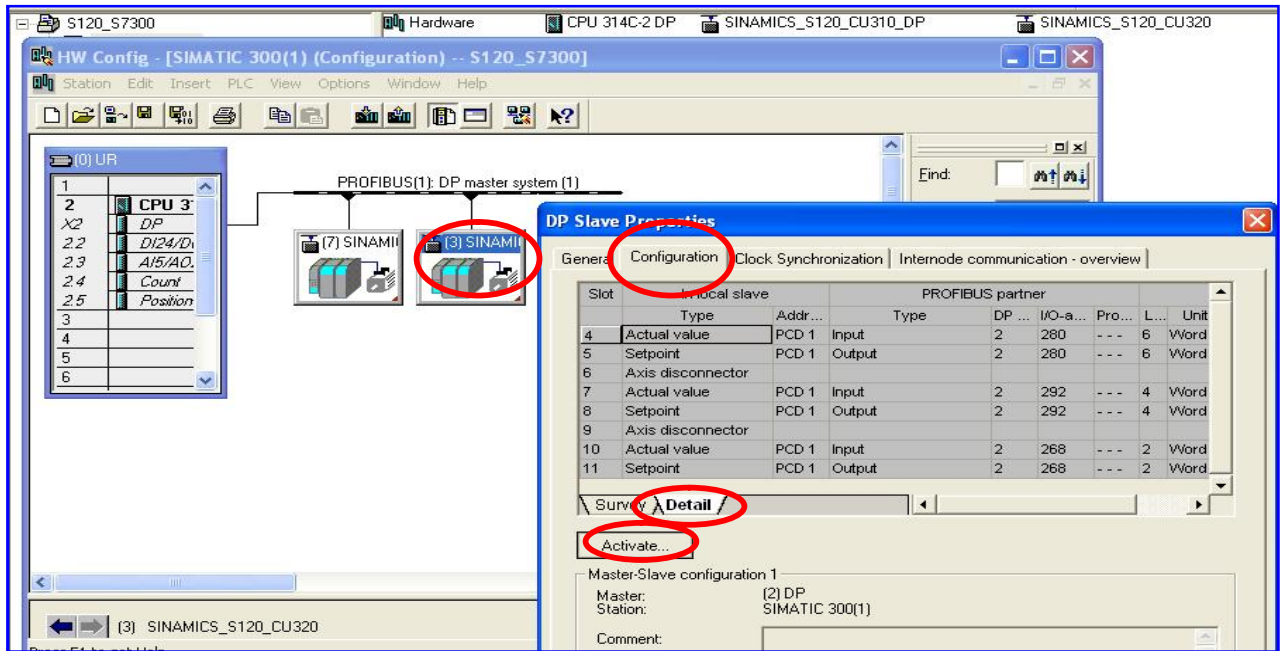 S120_S7300 Hardware CPU 314C-2 DP SINAMICS_S120_CU310_DP SINAMICS_S120_CU320
HW Config - [SIMATIC 300(1) (Configuration) -- S120_S7300]
Station Edit Insert PLC View Options Window Help
(0) UR
1
2 CPU 3
X2 DP
2.2 DI24/D
2.3 AI5/AO.
2.4 Count
2.5 Position
3
4
5
6
PROFIBUS(1): DP master system (1)
(7) SINAMI
(3) SINAMI
Find:
DP Slave Properties
General Configuration Clock Synchronization Internode communication - overview
Slot In local slave PROFIBUS partner
Type Addr... Type DP ... I/O-a... Pro... L... Unit
4 Actual value PCD 1 Input 2 280 --- 6 Word
5 Setpoint PCD 1 Output 2 280 --- 6 Word
6 Axis disconnector
7 Actual value PCD 1 Input 2 292 --- 4 Word
8 Setpoint PCD 1 Output 2 292 --- 4 Word
9 Axis disconnector
10 Actual value PCD 1 Input 2 268 --- 2 Word
11 Setpoint PCD 1 Output 2 268 --- 2 Word
Survey Detail
Activate...
Master-Slave configuration 1
Master: (2) DP
Station: SIMATIC 300(1)
Comment:
(3) SINAMICS_S120_CU320
Press F1 to get Help.